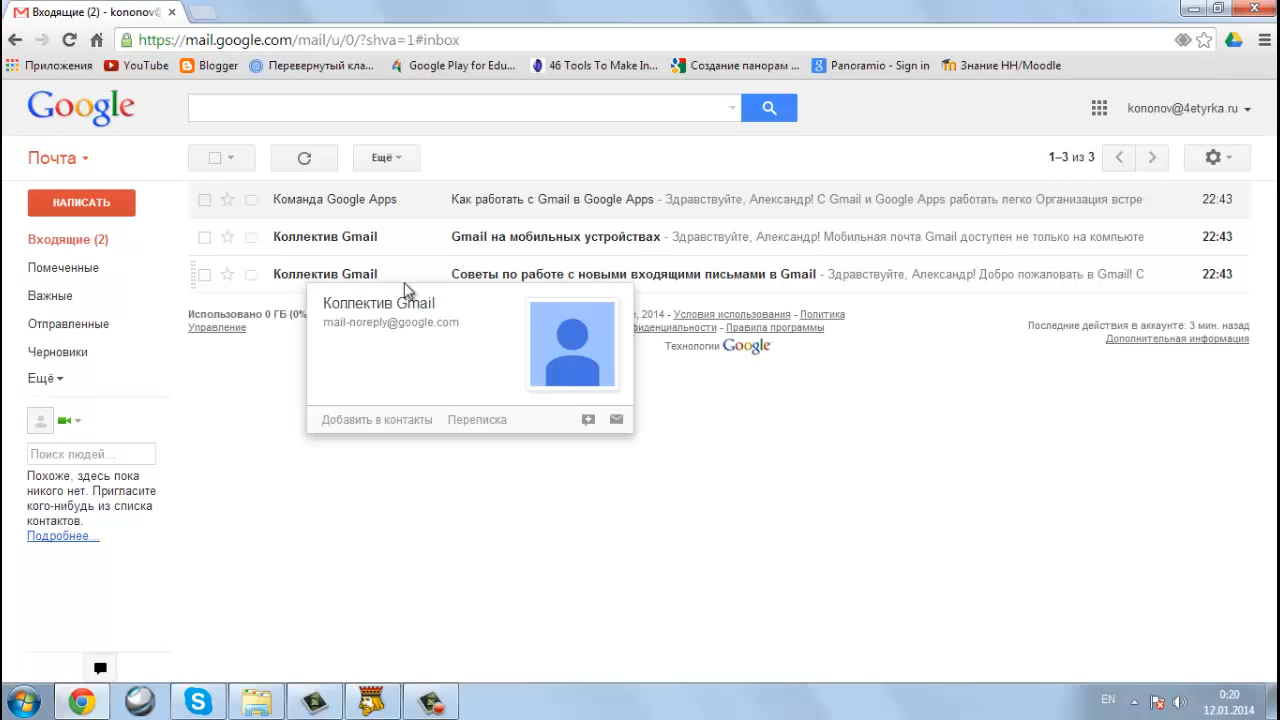 Входящие (2) - kononov@
https://mail.google.com/mail/u/0/?shva=1#inbox
Приложения YouTube Blogger Перевернутый кла... Google Play for Edu... 46 Tools To Make In... Создание панорам ... Panoramio - Sign in Знание НН/Moodle
Google kononov@4etyrka.ru
Почта Ещё 1–3 из 3
НАПИСАТЬ
Команда Google Apps Как работать с Gmail в Google Apps - Здравствуйте, Александр! С Gmail и Google Apps работать легко Организация встре 22:43
Входящие (2)
Коллектив Gmail Gmail на мобильных устройствах - Здравствуйте, Александр! Мобильная почта Gmail доступен не только на компьюте 22:43
Помеченные
Коллектив Gmail Советы по работе с новыми входящими письмами в Gmail - Здравствуйте, Александр! Добро пожаловать в Gmail! С 22:43
Важные
Отправленные
Черновики
Ещё
Коллектив Gmail
mail-noreply@google.com
Добавить в контакты Переписка
Использовано 0 ГБ (0%
Управление
е, 2014 - Условия использования - Политика
фиденциальности - Правила программы
Технологии Google
Последние действия в аккаунте: 3 мин. назад
Дополнительная информация
Поиск людей...
Похоже, здесь пока
никого нет. Пригласите
кого-нибудь из списка
контактов.
Подробнее...
EN
0:20
12.01.2014